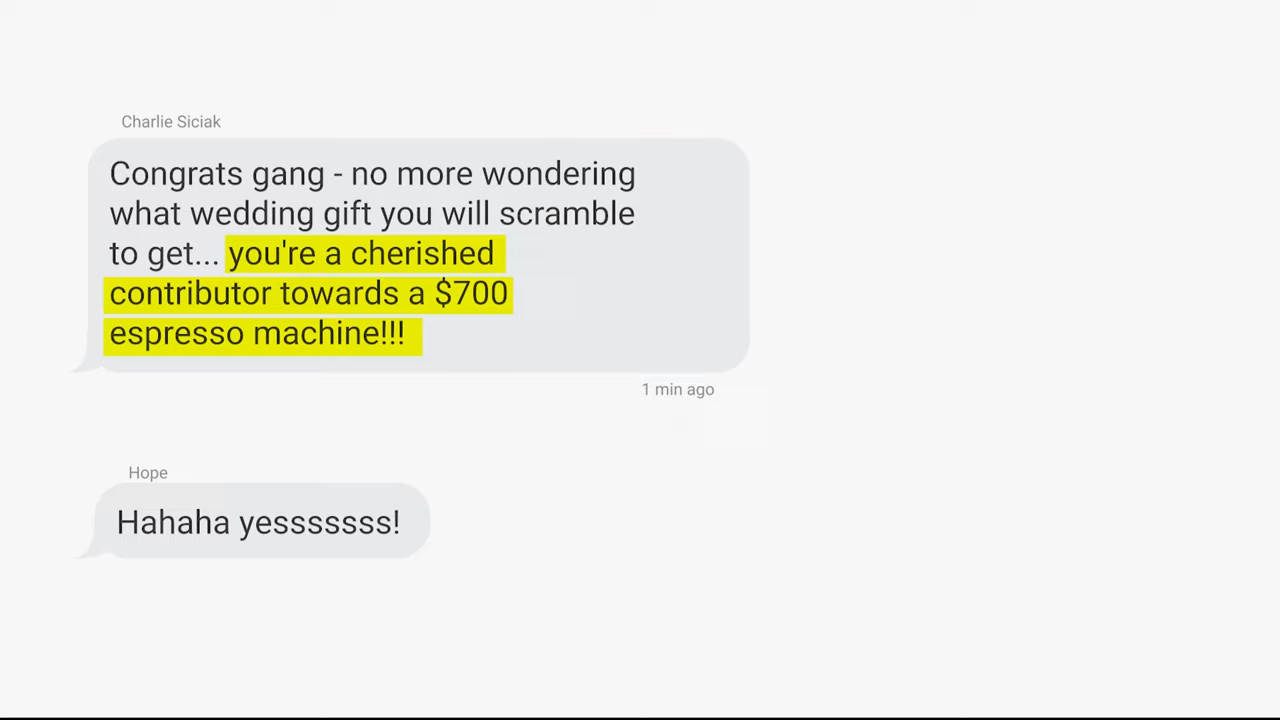 Charlie Siciak
Congrats gang - no more wondering
what wedding gift you will scramble
to get... you're a cherished
contributor towards a $700
espresso machine!!!
1 min ago
Hope
Hahaha yesssssss!